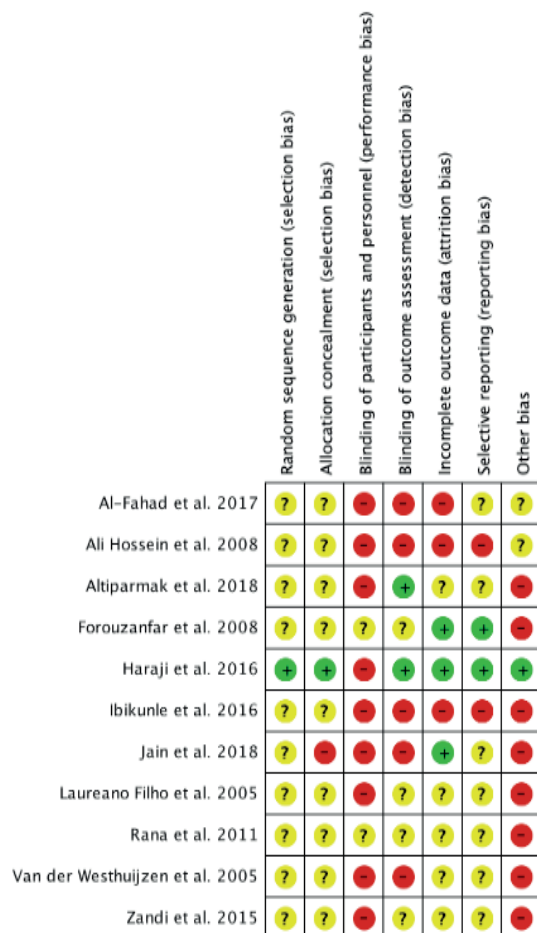 Random sequence generation (selection bias)
Allocation concealment (selection bias)
Blinding of participants and personnel (performance bias)
Blinding of outcome assessment (detection bias)
Incomplete outcome data (attrition bias)
Selective reporting (reporting bias)
Other bias
Al-Fahad et al. 2017 ? ? - - - ? ?
Ali Hossein et al. 2008 ? ? - - - - ?
Altiparmak et al. 2018 ? ? - + ? ? -
Forouzanfar et al. 2008 ? ? ? ? + + -
Haraji et al. 2016 + + - + + + +
Ibikunle et al. 2016 ? ? - - - - -
Jain et al. 2018 ? - - - + ? -
Laureano Filho et al. 2005 ? ? - ? ? ? -
Rana et al. 2011 ? ? ? ? ? ? -
Van der Westhuijzen et al. 2005 ? ? - - ? ? -
Zandi et al. 2015 ? ? - ? ? ? -